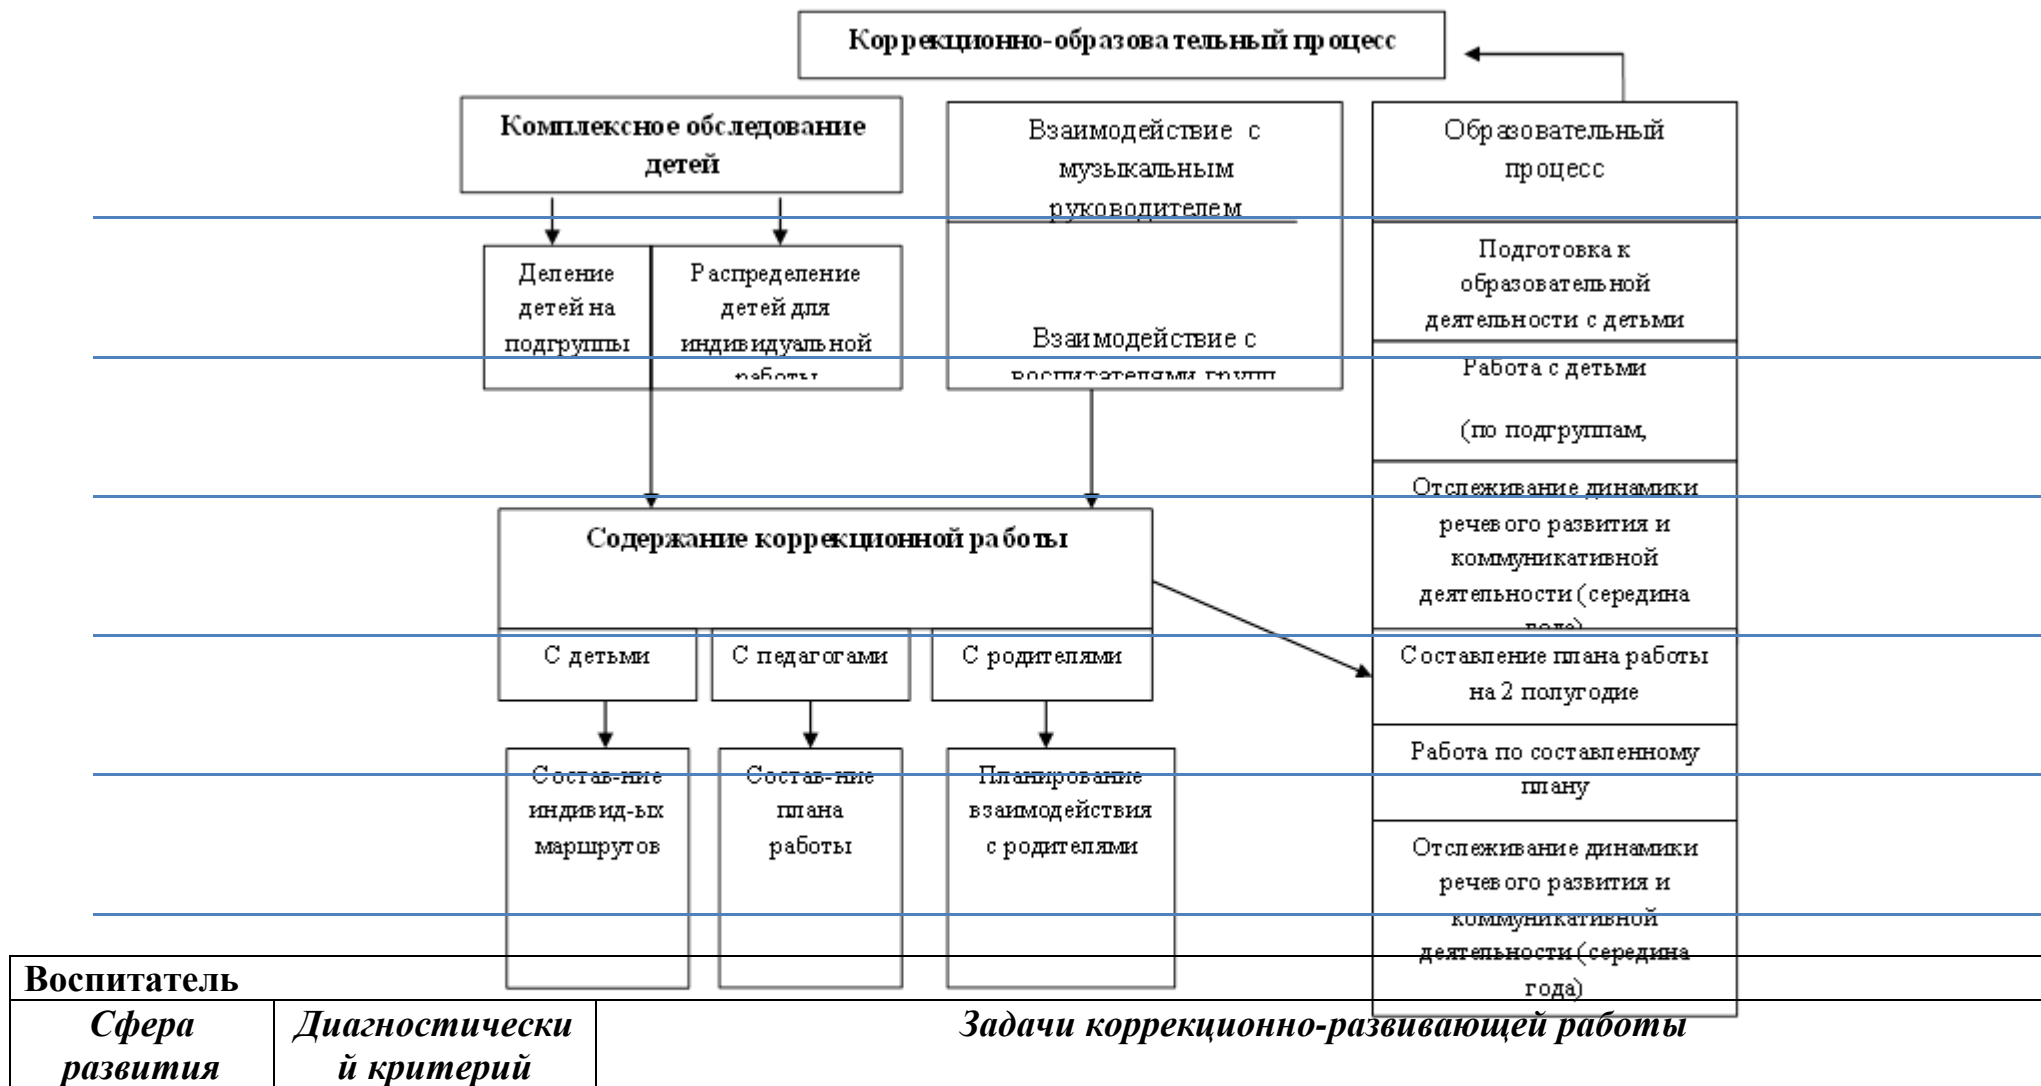 Коррекционно-образовательный процесс
Комплексное обследование
детей
Деление
детей на
подгруппы
Распределение
детей для
индивидуальной
работы
Взаимодействие с
музыкальным
руководителем
Взаимодействие с
воспитателями групп
Образовательный
процесс
Подготовка к
образовательной
деятельности с детьми
Работа с детьми
(по подгруппам,
Отслеживание динамики
речевого развития и
коммуникативной
деятельности (середина
года)
Составление плана работы
на 2 полугодие
Работа по составленному
плану
Отслеживание динамики
речевого развития и
коммуникативной
деятельности (середина
года)
Содержание коррекционной работы
С детьми
С педагогами
С родителями
Состав-ние
индивид-ых
маршрутов
Состав-ние
плана
работы
Планирование
взаимодействия
с родителями
Воспитатель
Сфера
развития
Диагностически
й критерий
Задачи коррекционно-развивающей работы